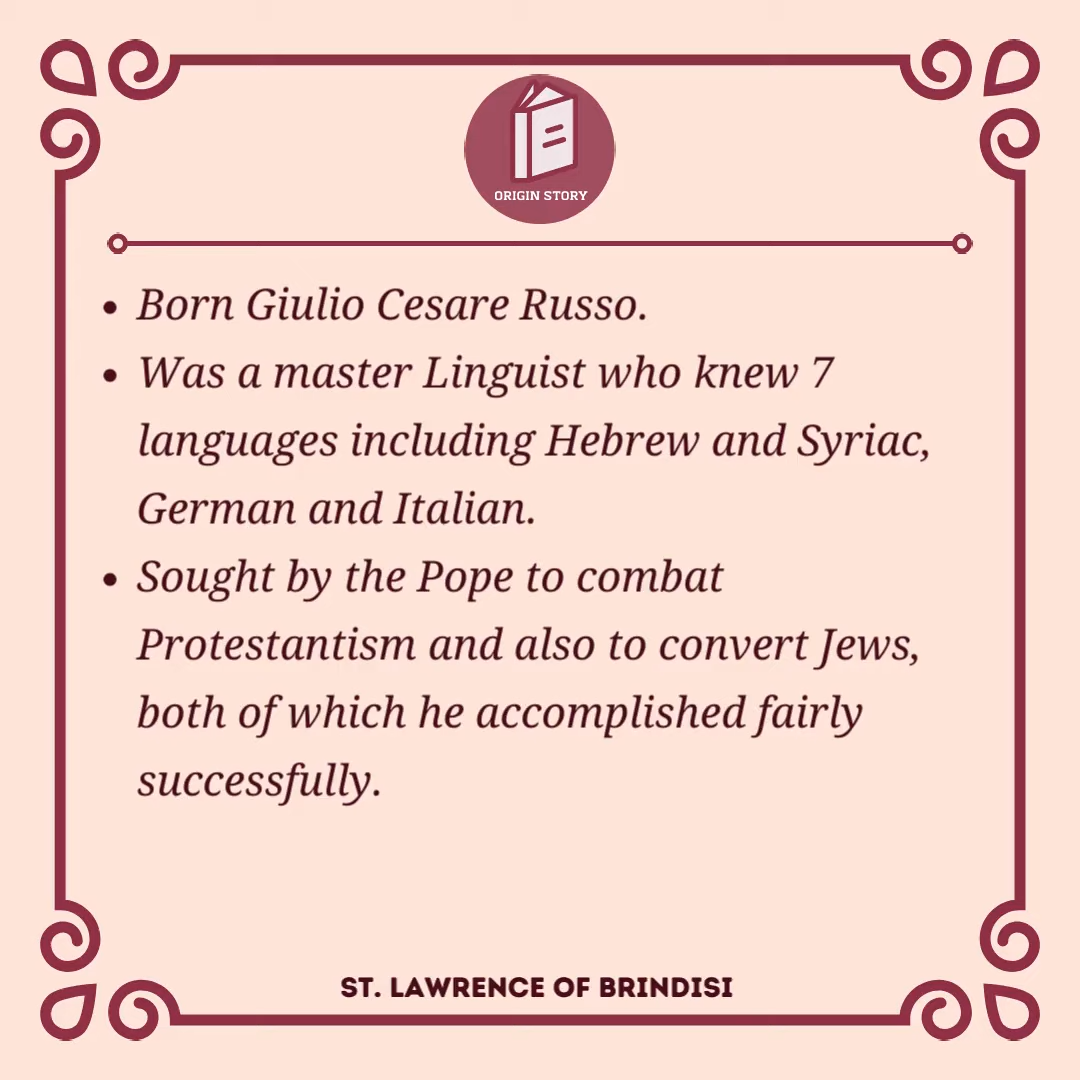 ORIGIN STORY
• Born Giulio Cesare Russo.
• Was a master Linguist who knew 7
languages including Hebrew and Syriac,
German and Italian.
• Sought by the Pope to combat
Protestantism and also to convert Jews,
both of which he accomplished fairly
successfully.
ST. LAWRENCE OF BRINDISI